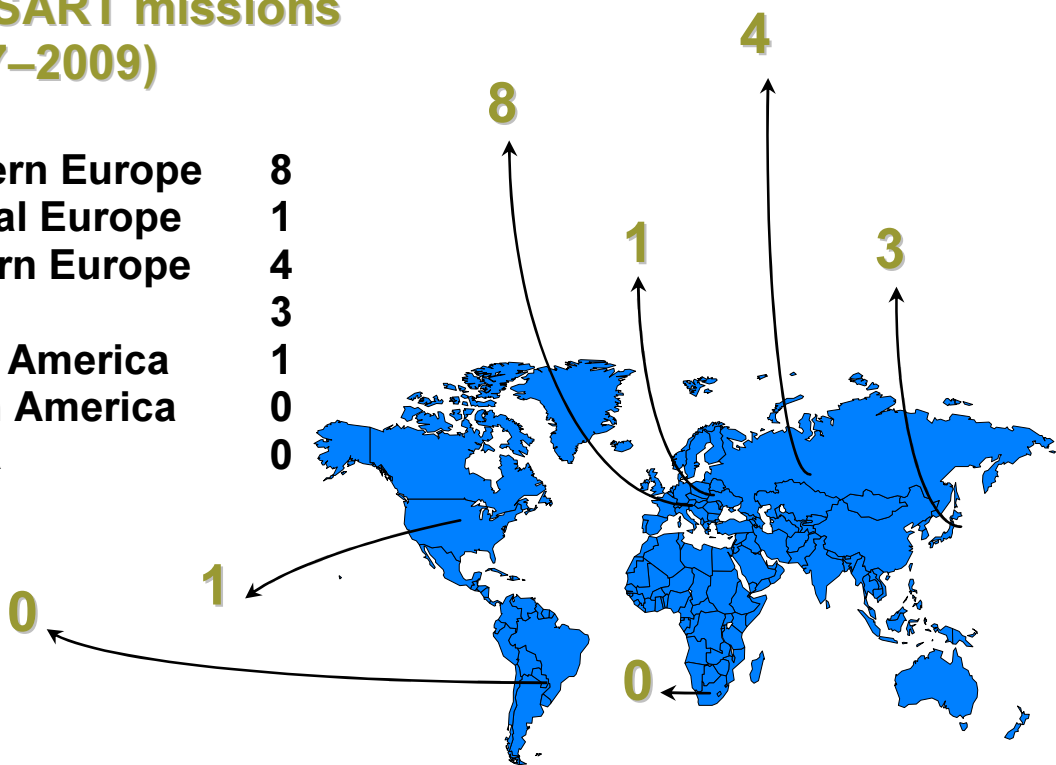 SART missions
7–2009)
ern Europe 8
al Europe 1
rn Europe 4
3
America 1
America 0
0
4
8
1
3
1
0
0